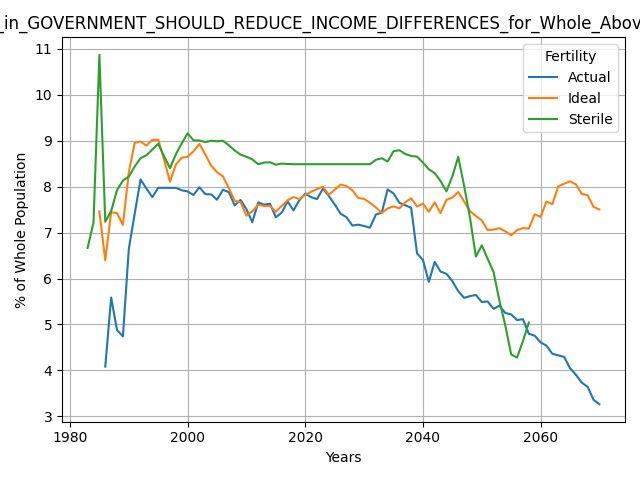 _in_GOVERNMENT_SHOULD_REDUCE_INCOME_DIFFERENCES_for_Whole_Abov
Fertility
Actual
Ideal
Sterile
% of Whole Population
11
10
9
8
7
6
5
4
3
1980
2000
2020
2040
2060
Years